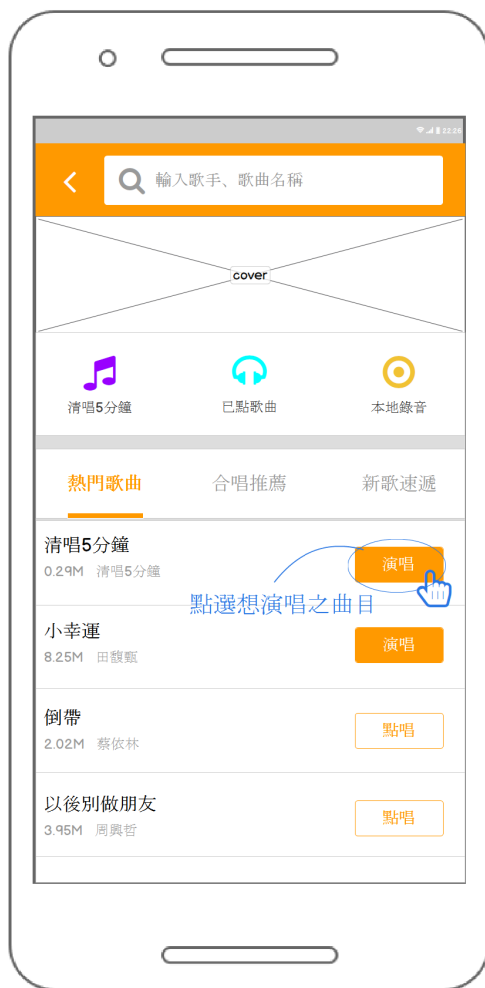 22:26
輸入歌手、歌曲名稱
cover
清唱5分鐘
已點歌曲
本地錄音
熱門歌曲
合唱推薦
新歌速遞
清唱5分鐘
0.29M 清唱5分鐘
演唱
點選想演唱之曲目
小幸運
8.25M 田馥甄
演唱
倒帶
2.02M 蔡依林
點唱
以後別做朋友
3.95M 周興哲
點唱